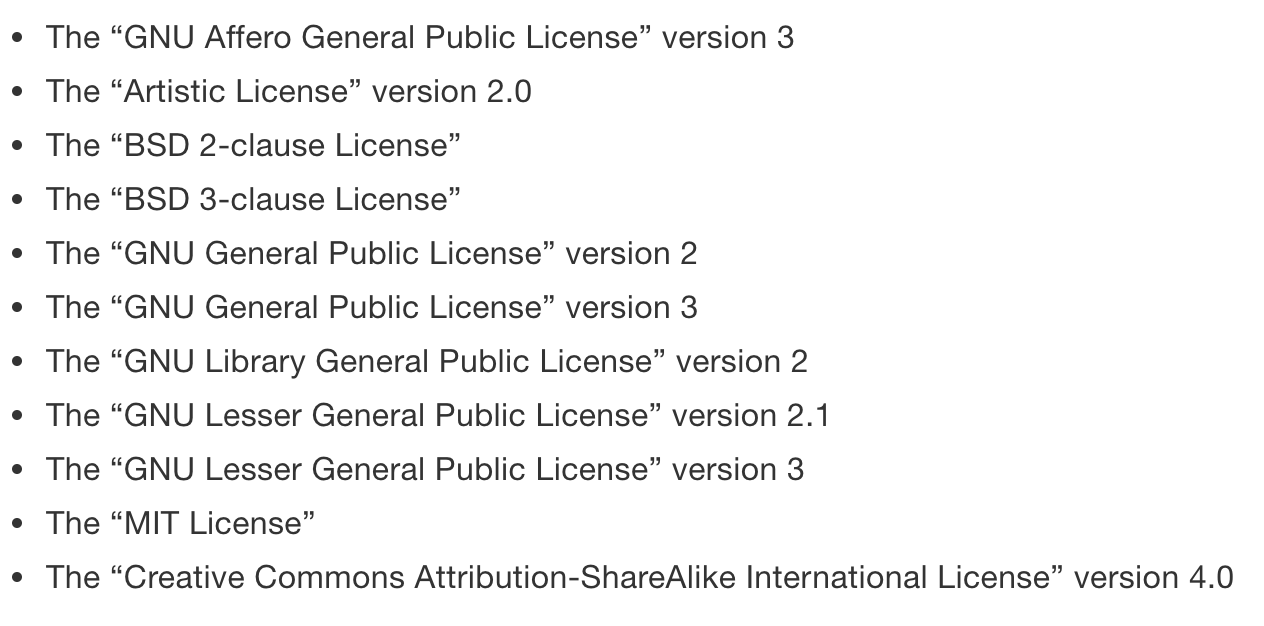 • The “GNU Affero General Public License” version 3
• The “Artistic License” version 2.0
• The “BSD 2-clause License”
• The “BSD 3-clause License”
• The “GNU General Public License” version 2
• The “GNU General Public License” version 3
• The “GNU Library General Public License” version 2
• The “GNU Lesser General Public License” version 2.1
• The “GNU Lesser General Public License” version 3
• The “MIT License”
• The “Creative Commons Attribution-ShareAlike International License” version 4.0